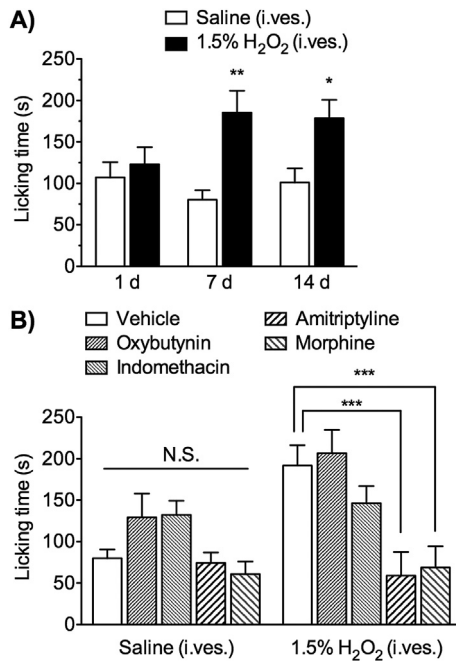 A)
Saline (i.ves.)
1.5% H₂O₂ (i.ves.)
Licking time (s)
250
200
150
100
50
0
**
*
1 d 7 d 14 d
B)
Vehicle
Oxybutynin
Indomethacin
Amitriptyline
Morphine
Licking time (s)
250
200
150
100
50
0
N.S.
***
***
Saline (i.ves.) 1.5% H₂O₂ (i.ves.)